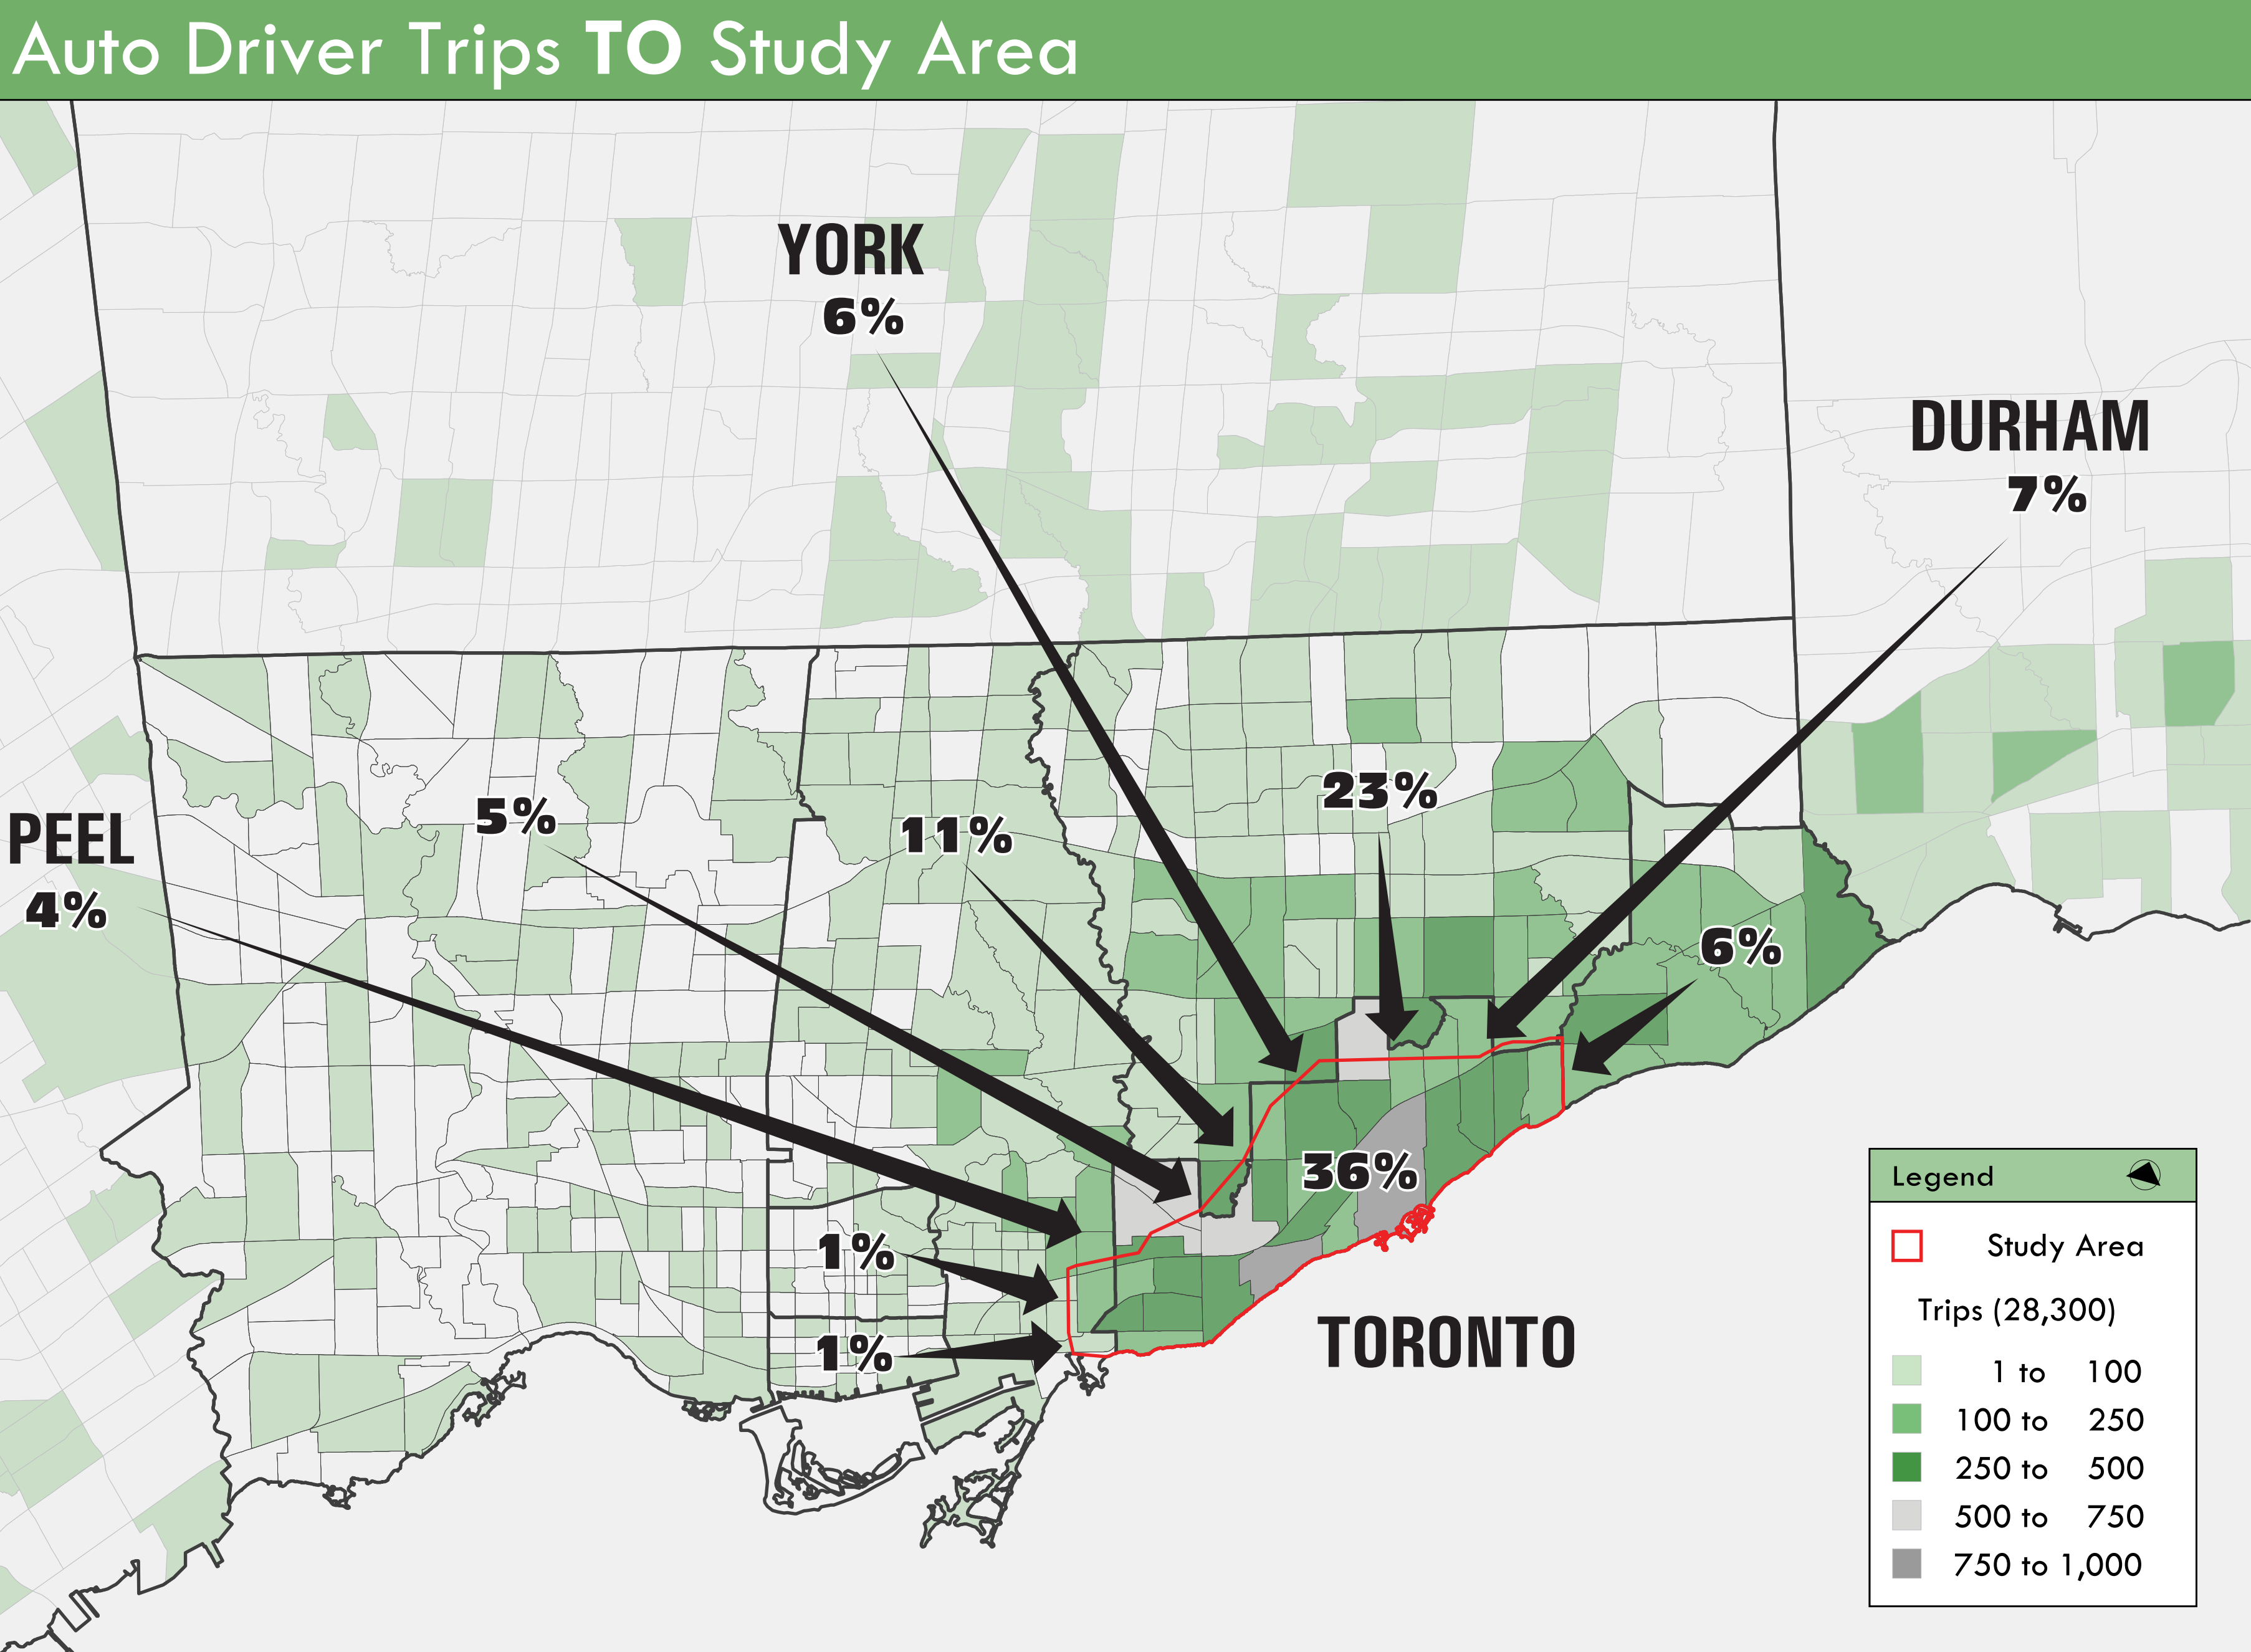 Auto Driver Trips TO Study Area
YORK
6%
DURHAM
7%
23%
5%
11%
PEEL
4%
6%
36%
1%
1%
TORONTO
Legend
Study Area
Trips (28,300)
1 to 100
100 to 250
250 to 500
500 to 750
750 to 1,000